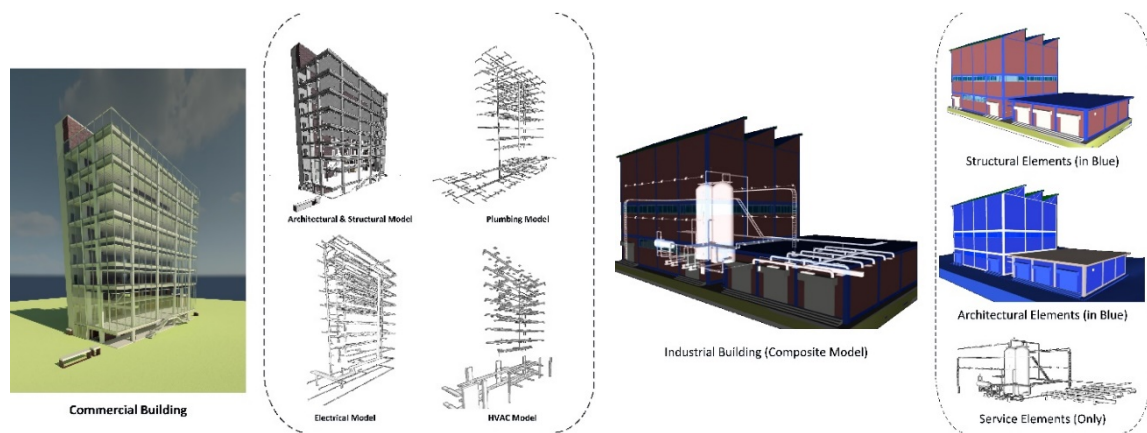 Commercial Building
Architectural & Structural Model
Plumbing Model
Electrical Model
HVAC Model
Industrial Building (Composite Model)
Structural Elements (in Blue)
Architectural Elements (in Blue)
Service Elements (Only)